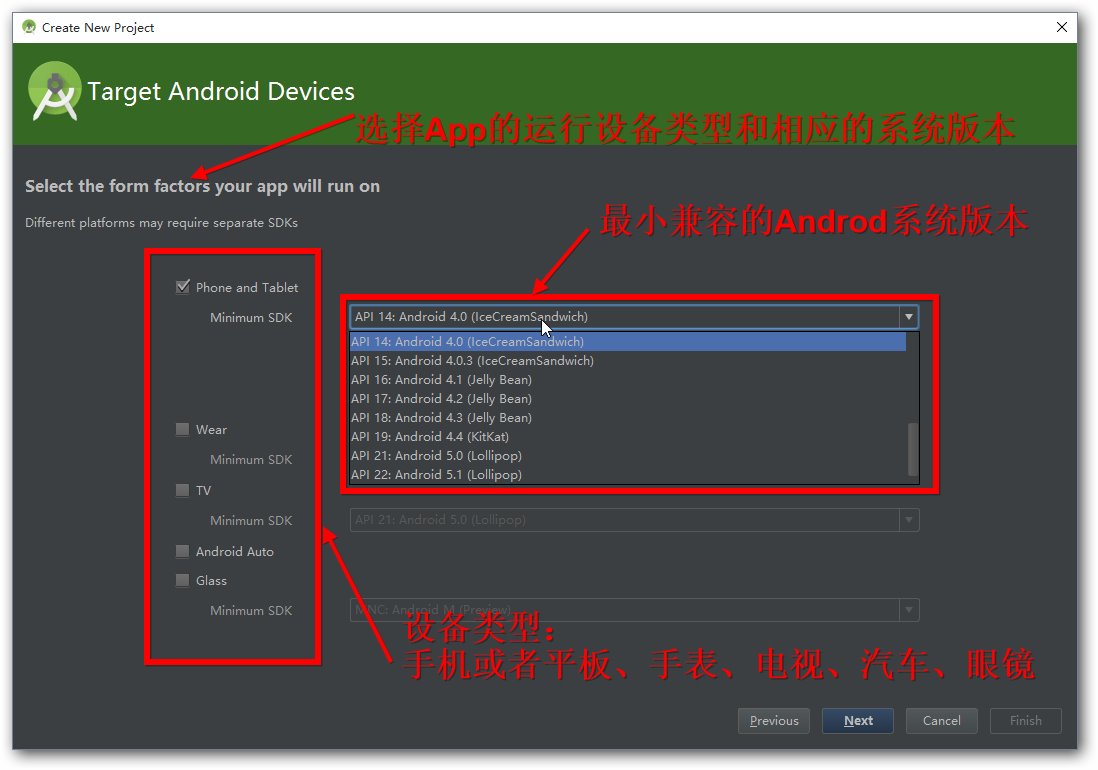 Create New Project
Target Android Devices
选择App的运行设备类型和相应的系统版本
Select the form factors your app will run on
Different platforms may require separate SDKs
最小兼容的Androd系统版本
Phone and Tablet
Minimum SDK
API 14: Android 4.0 (IceCreamSandwich)
API 14: Android 4.0 (IceCreamSandwich)
API 15: Android 4.0.3 (IceCreamSandwich)
API 16: Android 4.1 (Jelly Bean)
API 17: Android 4.2 (Jelly Bean)
API 18: Android 4.3 (Jelly Bean)
API 19: Android 4.4 (KitKat)
API 21: Android 5.0 (Lollipop)
API 22: Android 5.1 (Lollipop)
Wear
Minimum SDK
TV
Minimum SDK
API 21: Android 5.0 (Lollipop)
Android Auto
Glass
Minimum SDK
MNC: Android M (Preview)
设备类型：
手机或者平板、手表、电视、汽车、眼镜
Previous
Next
Cancel
Finish